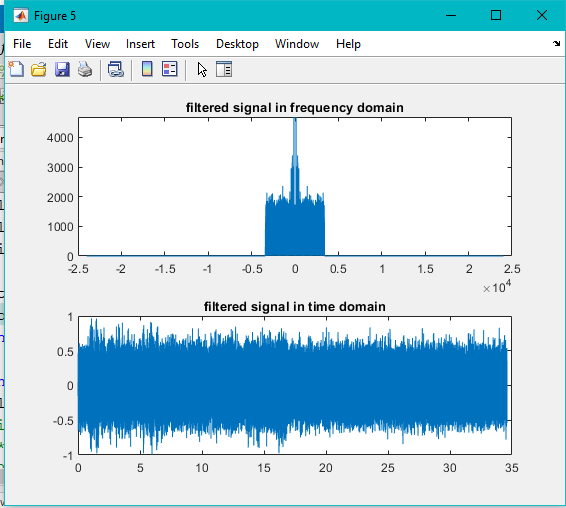 Figure 5
File Edit View Insert Tools Desktop Window Help
filtered signal in frequency domain
4000
3000
2000
1000
0
-2.5 -2 -1.5 -1 -0.5 0 0.5 1 1.5 2 2.5
×10⁴
filtered signal in time domain
1
0.5
0
-0.5
-1
0 5 10 15 20 25 30 35